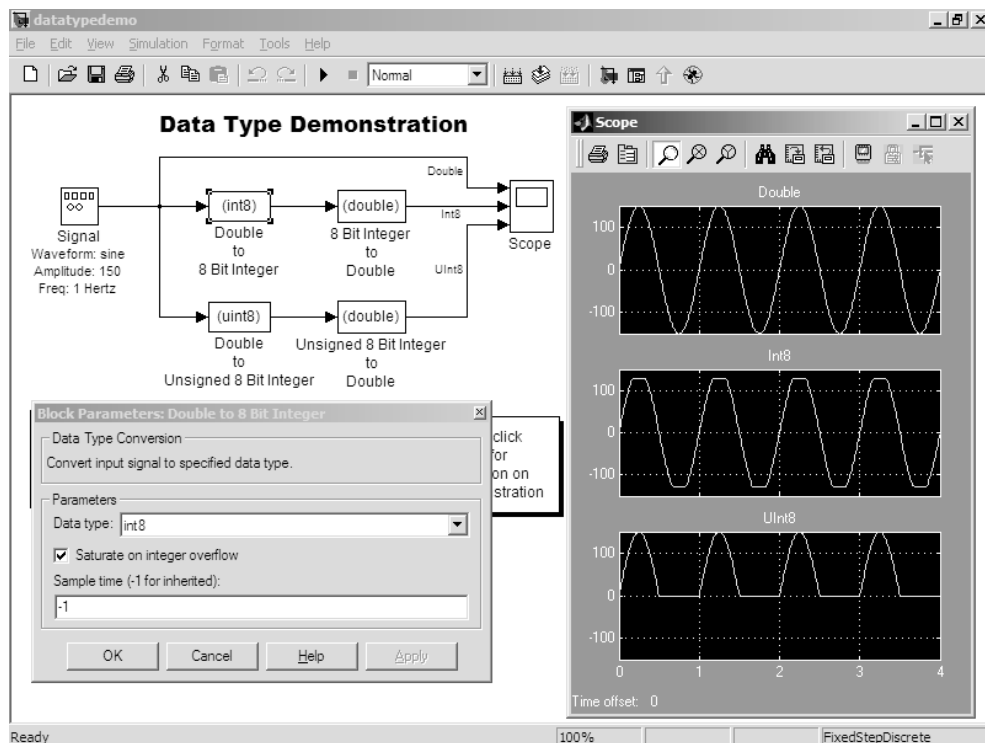 datatypedemo
File Edit View Simulation Format Tools Help
Normal
Data Type Demonstration
Double
(int8)
(double)
Int8
Signal
Waveform: sine
Amplitude: 150
Freq: 1 Hertz
Double
to
8 Bit Integer
8 Bit Integer
to
Double
Scope
UInt8
(uint8)
(double)
Double
to
Unsigned 8 Bit Integer
Unsigned 8 Bit Integer
to
Double
click
for
on on
stration
Block Parameters: Double to 8 Bit Integer
Data Type Conversion
Convert input signal to specified data type.
Parameters
Data type: int8
Saturate on integer overflow
Sample time (-1 for inherited):
-1
OK Cancel Help Apply
Scope
Double
100
0
-100
Int8
100
0
-100
UInt8
100
0
-100
0 1 2 3 4
Time offset: 0
Ready 100% FixedStepDiscrete